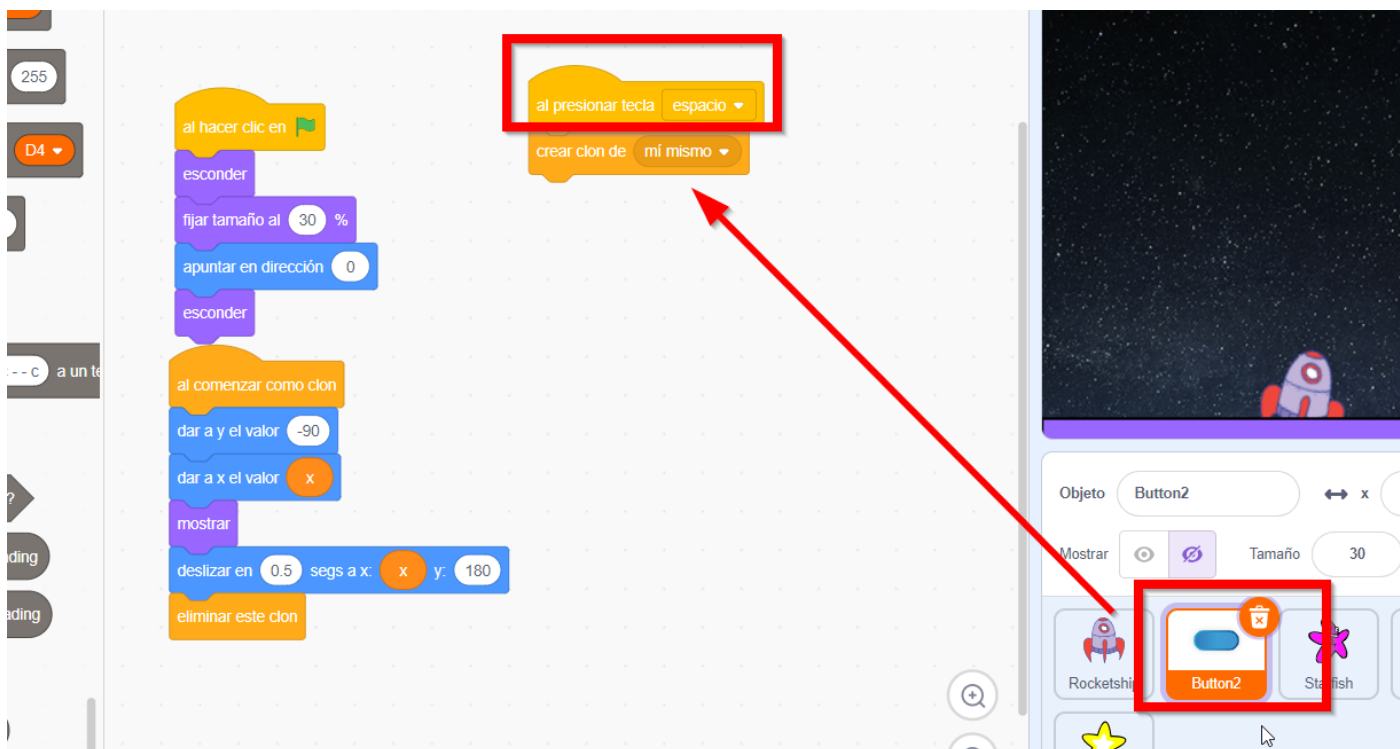 255
D4
--c a un te
?
ding
ading
al hacer clic en
esconder
fijar tamaño al 30 %
apuntar en dirección 0
esconder
al comenzar como clon
dar a y el valor -90
dar a x el valor x
mostrar
deslizar en 0.5 segs a x: x y: 180
eliminar este clon
al presionar tecla espacio
crear clon de mí mismo
Objeto Button2 x
Mostrar Tamaño 30
Rocketship Button2 Starfish